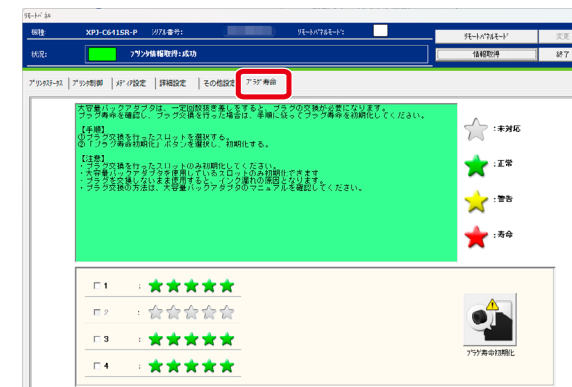 ﾘﾓｰﾄﾊﾟﾈﾙ
機種: XPJ-C641SR-P ｼﾘｱﾙ番号: ﾘﾓｰﾄﾊﾟﾈﾙﾓｰﾄﾞ: ﾘﾓｰﾄﾊﾟﾈﾙﾓｰﾄﾞ 変更
状況: ﾌﾟﾘﾝﾀ情報取得:成功 情報取得 終了
ﾌﾟﾘﾝﾀｽﾃｰﾀｽ ﾌﾟﾘﾝﾀ制御 ﾒﾃﾞｨｱ設定 詳細設定 その他設定 ﾌﾟﾗｸﾞ寿命
大容量バックアダプタは、一定回数抜き差しをすると、プラグの交換が必要になります。
プラグ寿命を確認し、プラグ交換を行った場合は、手順に従ってプラグ寿命を初期化してください。
【手順】
①プラグ交換を行ったスロットを選択する。
②「プラグ寿命初期化」ボタンを選択し、初期化する。
【注意】
・プラグ交換を行ったスロットのみ初期化してください。
・大容量バックアダプタを使用しているスロットのみ初期化できます
・プラグを交換しないまま使用すると、インク漏れの原因となります。
・プラグ交換の方法は、大容量バックアダプタのマニュアルを確認してください。
:未対応
:正常
:警告
:寿命
1 :
2 :
3 :
4 :
ﾌﾟﾗｸﾞ寿命初期化